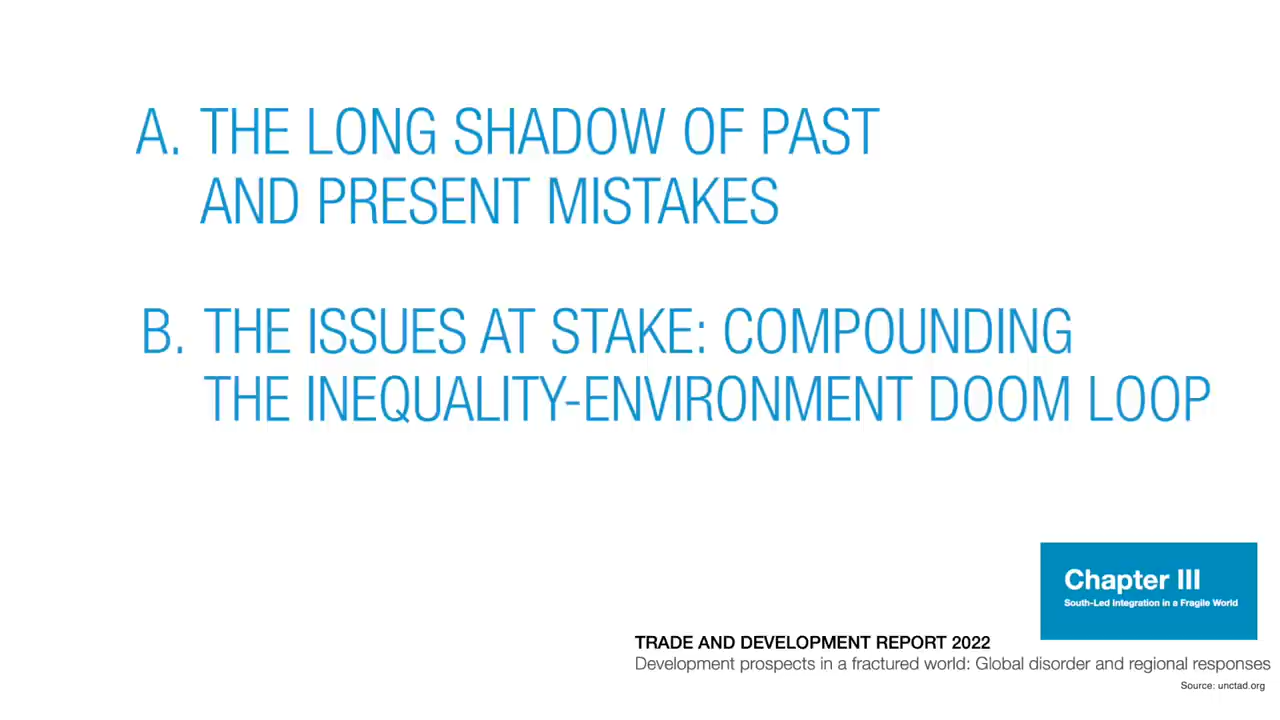 A. THE LONG SHADOW OF PAST
AND PRESENT MISTAKES
B. THE ISSUES AT STAKE: COMPOUNDING
THE INEQUALITY-ENVIRONMENT DOOM LOOP
Chapter III
South-Led Integration in a Fragile World
TRADE AND DEVELOPMENT REPORT 2022
Development prospects in a fractured world: Global disorder and regional responses
Source: unctad.org